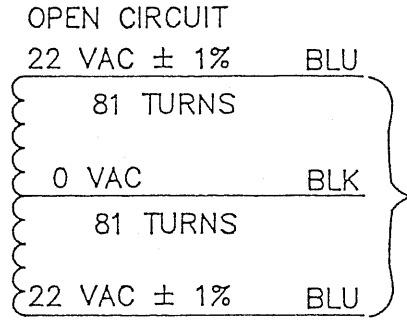 OPEN CIRCUIT
22 VAC ± 1% BLU
81 TURNS
0 VAC BLK
81 TURNS
22 VAC ± 1% BLU